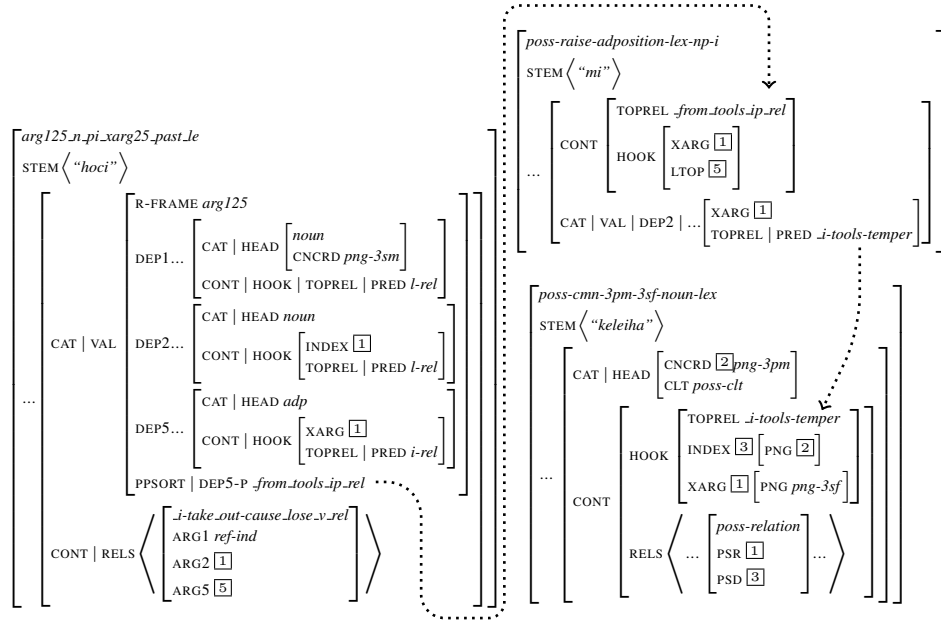 arg125_n_pi_xarg25_past_le
STEM ⟨ “hoci” ⟩
...
CAT | VAL
R-FRAME arg125
DEP1...
CAT | HEAD
noun
CNCRD png-3sm
CONT | HOOK | TOPREL | PRED l-rel
DEP2...
CAT | HEAD noun
CONT | HOOK
INDEX 1
TOPREL | PRED l-rel
DEP5...
CAT | HEAD adp
CONT | HOOK
XARG 1
TOPREL | PRED i-rel
PPSORT | DEP5-P _from_tools_ip_rel
CONT | RELS
_i-take_out-cause_lose_v_rel
ARG1 ref-ind
ARG2 1
ARG5 5
poss-raise-adposition-lex-np-i
STEM ⟨ “mi” ⟩
...
CONT
TOPREL _from_tools_ip_rel
HOOK
XARG 1
LTOP 5
CAT | VAL | DEP2 | ...
XARG 1
TOPREL | PRED _i-tools-temper
poss-cmn-3pm-3sf-noun-lex
STEM ⟨ “keleiha” ⟩
...
CAT | HEAD
CNCRD 2 png-3pm
CLT poss-clt
CONT
HOOK
TOPREL _i-tools-temper
INDEX 3 [PNG 2]
XARG 1 [PNG png-3sf]
RELS
...
poss-relation
PSR 1
PSD 3
...